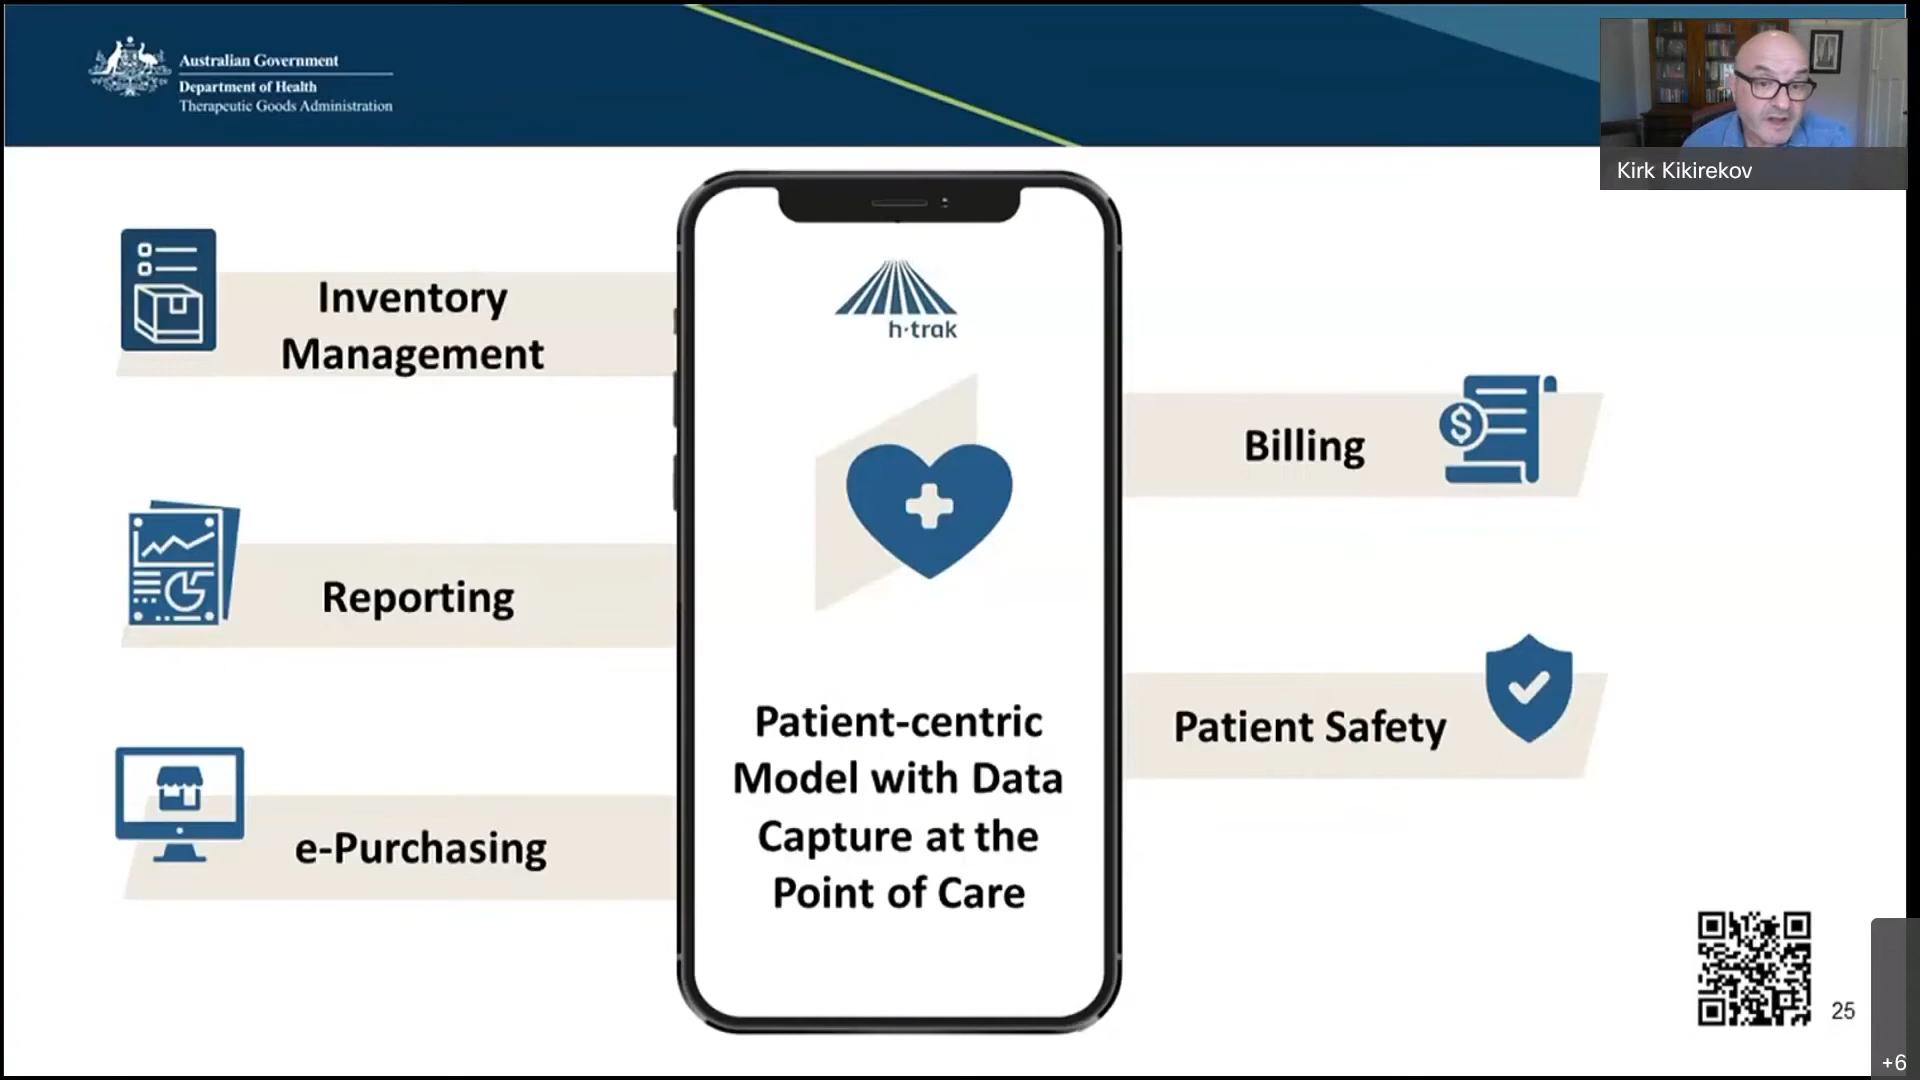 Australian Government
Department of Health
Therapeutic Goods Administration
Kirk Kikirekov
Inventory
Management
Reporting
e-Purchasing
h·trak
Patient-centric
Model with Data
Capture at the
Point of Care
$
Billing
Patient Safety
25
+6